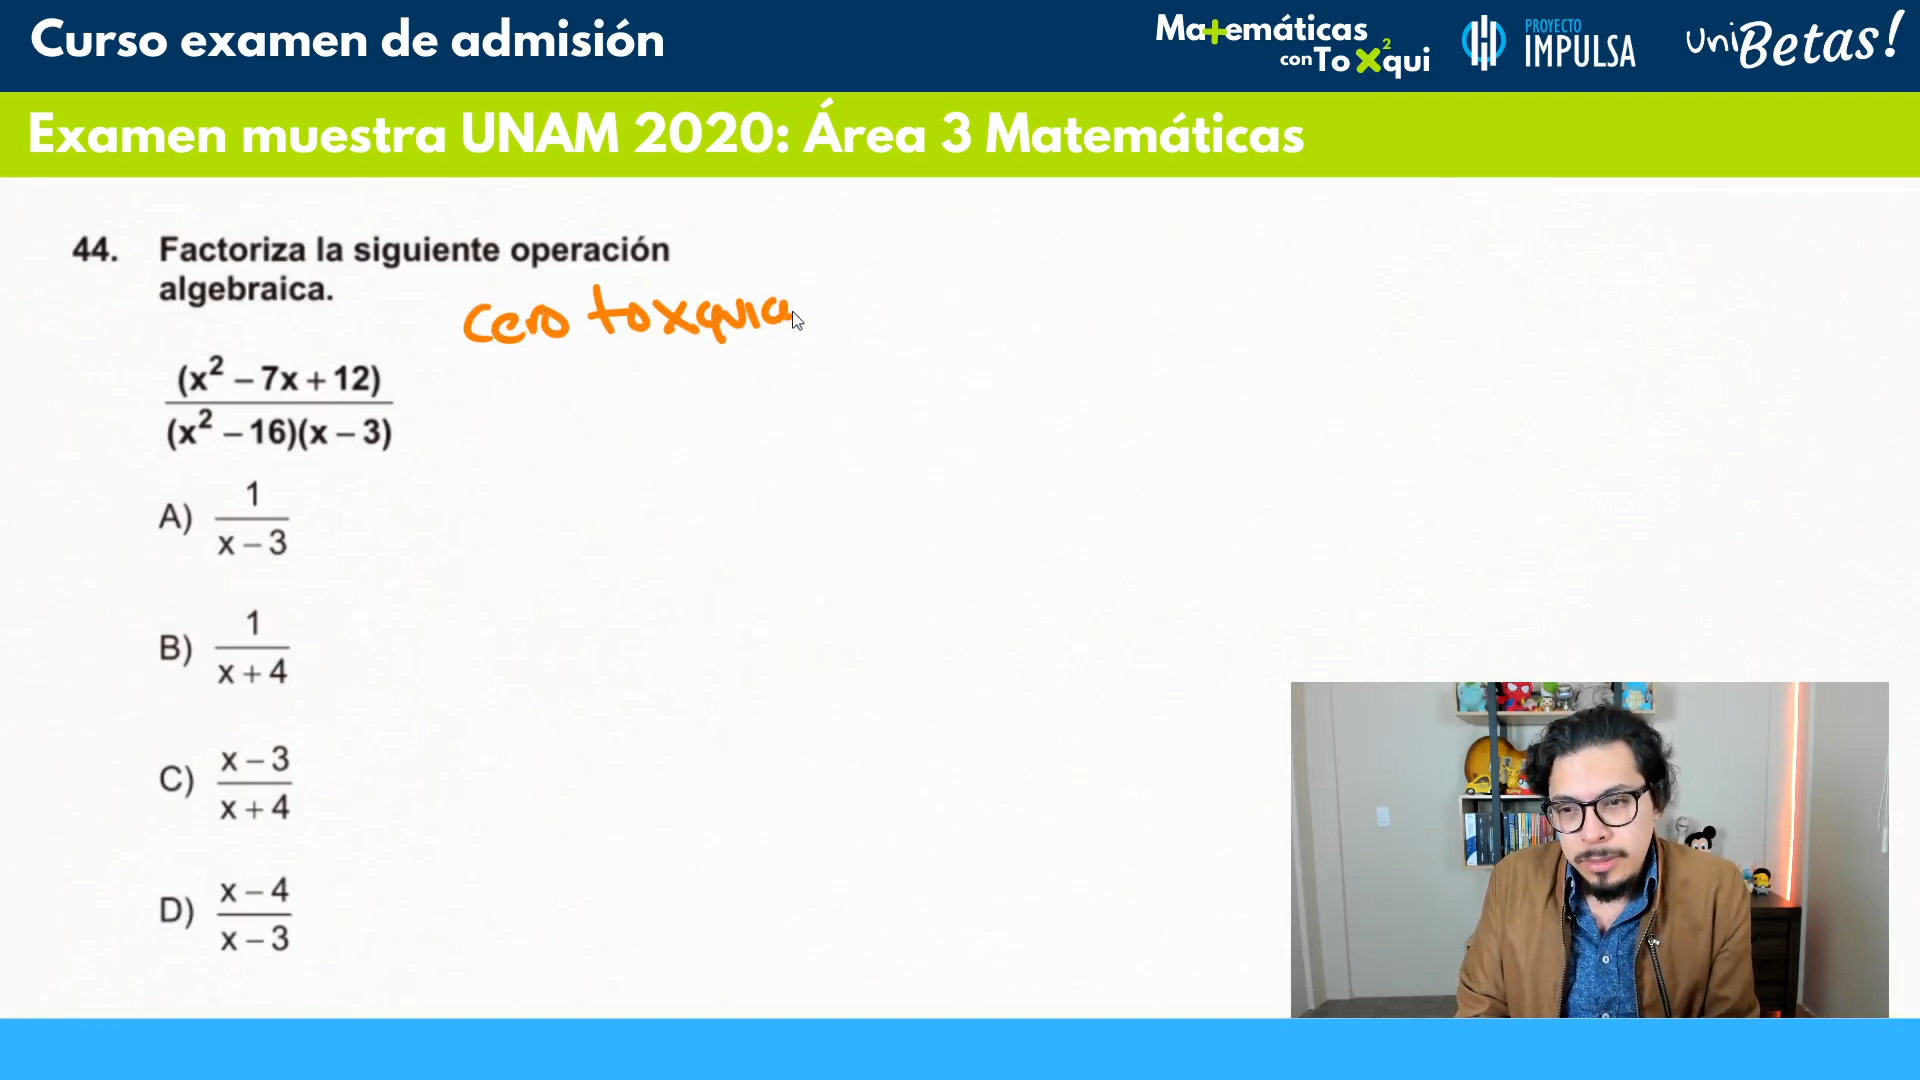 Curso examen de admisión
Matemáticas
con Tox²qui
PROYECTO
IMPULSA
uniBetas!
Examen muestra UNAM 2020: Área 3 Matemáticas
44. Factoriza la siguiente operación
algebraica.
cero toxquia
(x² – 7x + 12)
(x² – 16)(x – 3)
A) 1
x – 3
B) 1
x + 4
C) x – 3
x + 4
D) x – 4
x – 3